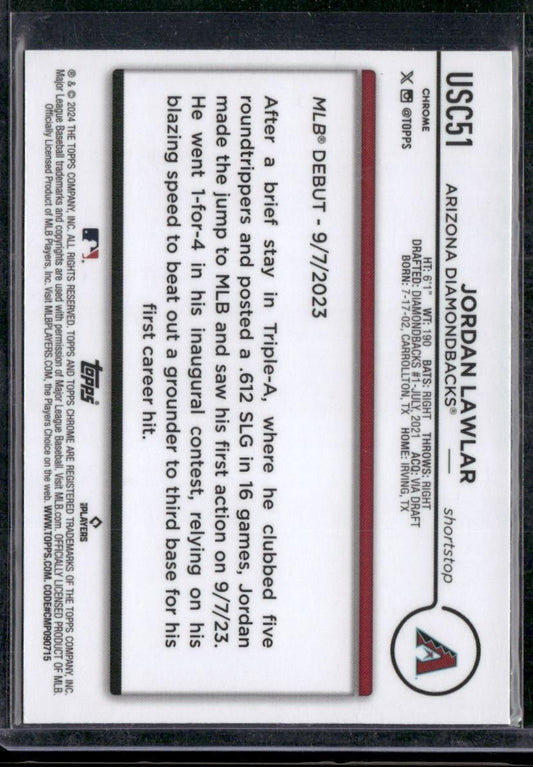 USC51
CHROME
@TOPPS
JORDAN LAWLAR
ARIZONA DIAMONDBACKS®
shortstop
HT: 6'1" WT: 190 BATS: RIGHT THROWS: RIGHT
DRAFTED: DIAMONDBACKS #1-JULY, 2021 ACQ: VIA DRAFT
BORN: 7-17-02, CARROLLTON, TX HOME: IRVING, TX
MLB® DEBUT - 9/7/2023
After a brief stay in Triple-A, where he clubbed five
roundtrippers and posted a .612 SLG in 16 games, Jordan
made the jump to MLB and saw his first action on 9/7/23.
He went 1-for-4 in his inaugural contest, relying on his
blazing speed to beat out a grounder to third base for his
first career hit.
topps
PLAYERS
® & © 2024 THE TOPPS COMPANY, INC. ALL RIGHTS RESERVED. TOPPS AND TOPPS CHROME ARE REGISTERED TRADEMARKS OF THE TOPPS COMPANY, INC.
Major League Baseball trademarks and copyrights are used with permission of Major League Baseball. Visit MLB.com. OFFICIALLY LICENSED PRODUCT OF MLB
Officially Licensed Product of MLB Players, Inc. Visit MLBPLAYERS.COM, the Players Choice on the web. WWW.TOPPS.COM. CODE#CMP090715